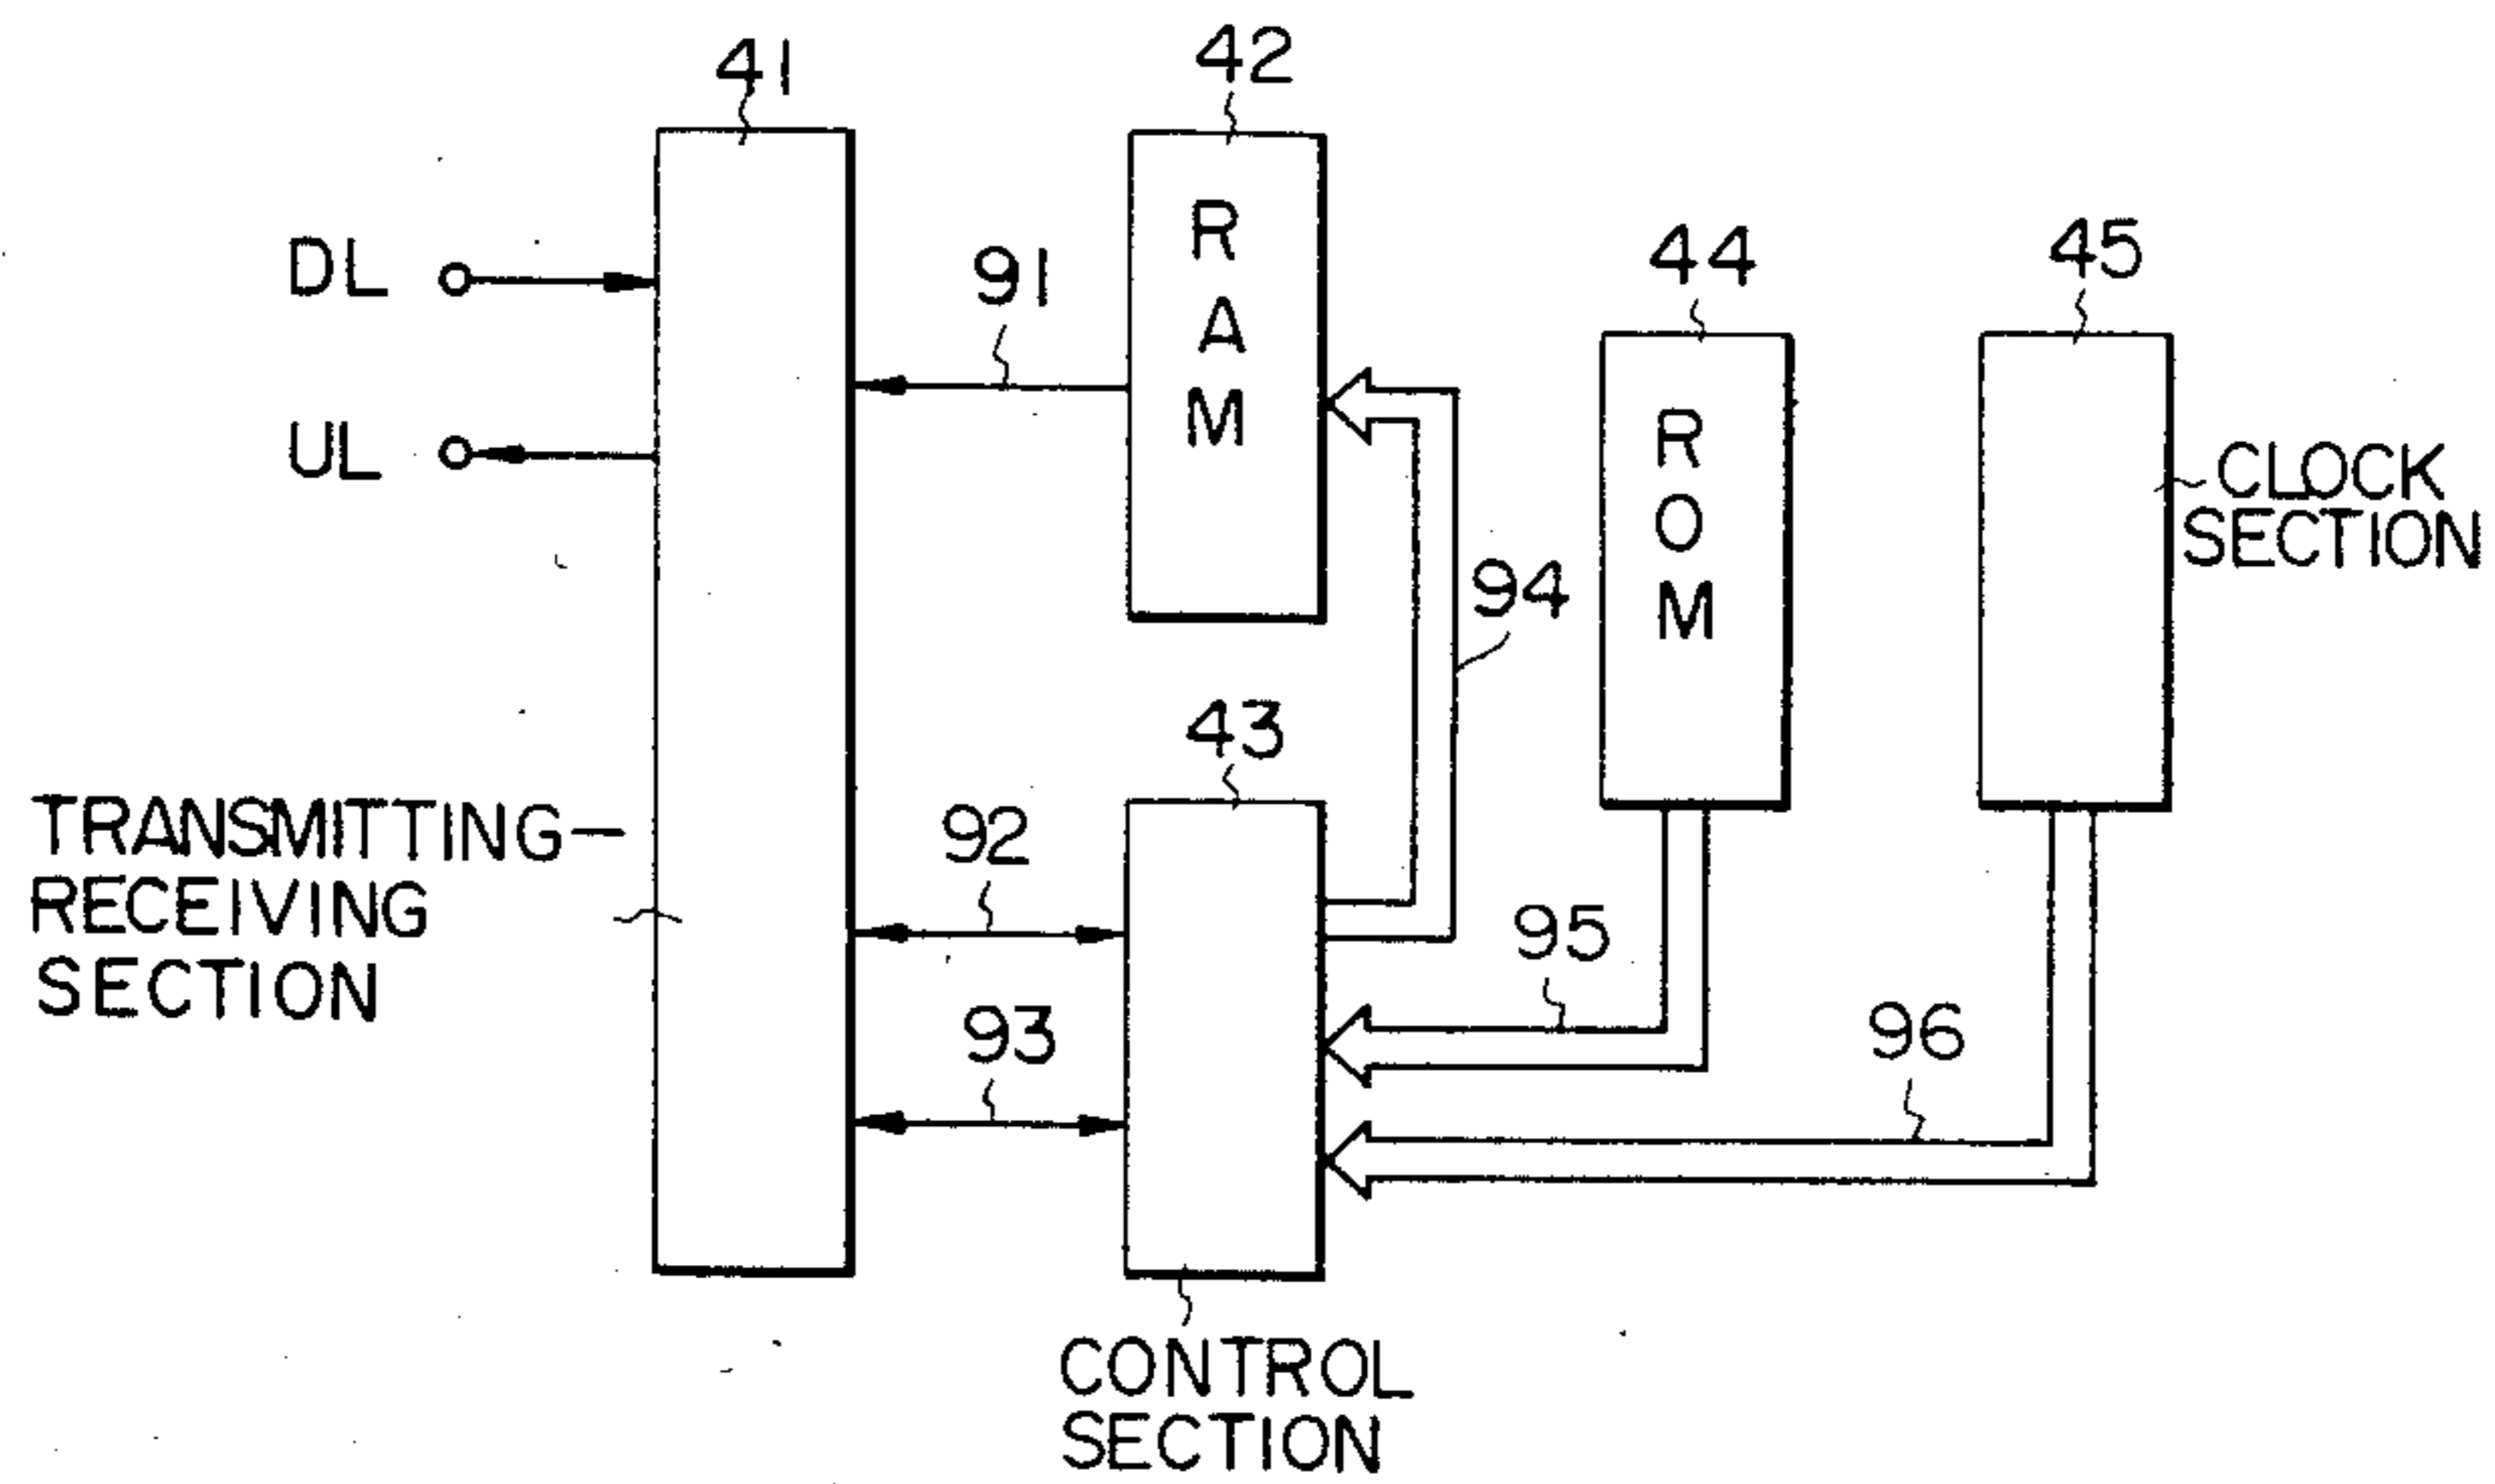 41
42
R
A
M
DL
91
44
45
UL
R
O
M
CLOCK
SECTION
94
43
TRANSMITTING-
RECEIVING
SECTION
92
95
93
96
CONTROL
SECTION